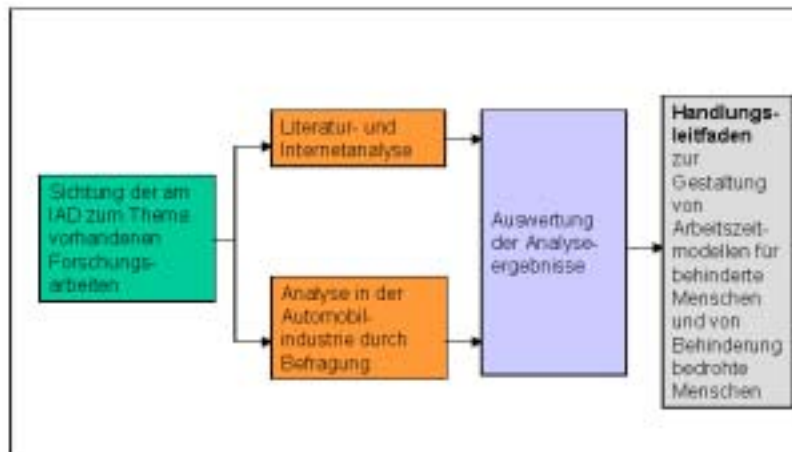 Sichtung der am
IAD zum Thema
vorhandenen
Forschungs-
arbeiten
Literatur- und
Internetanalyse
Analyse in der
Automobil-
industrie durch
Befragung
Auswertung
der Analyse-
ergebnisse
Handlungs-
leitfaden
zur
Gestaltung
von
Arbeitszeit-
modellen für
behinderte
Menschen
und von
Behinderung
bedrohte
Menschen